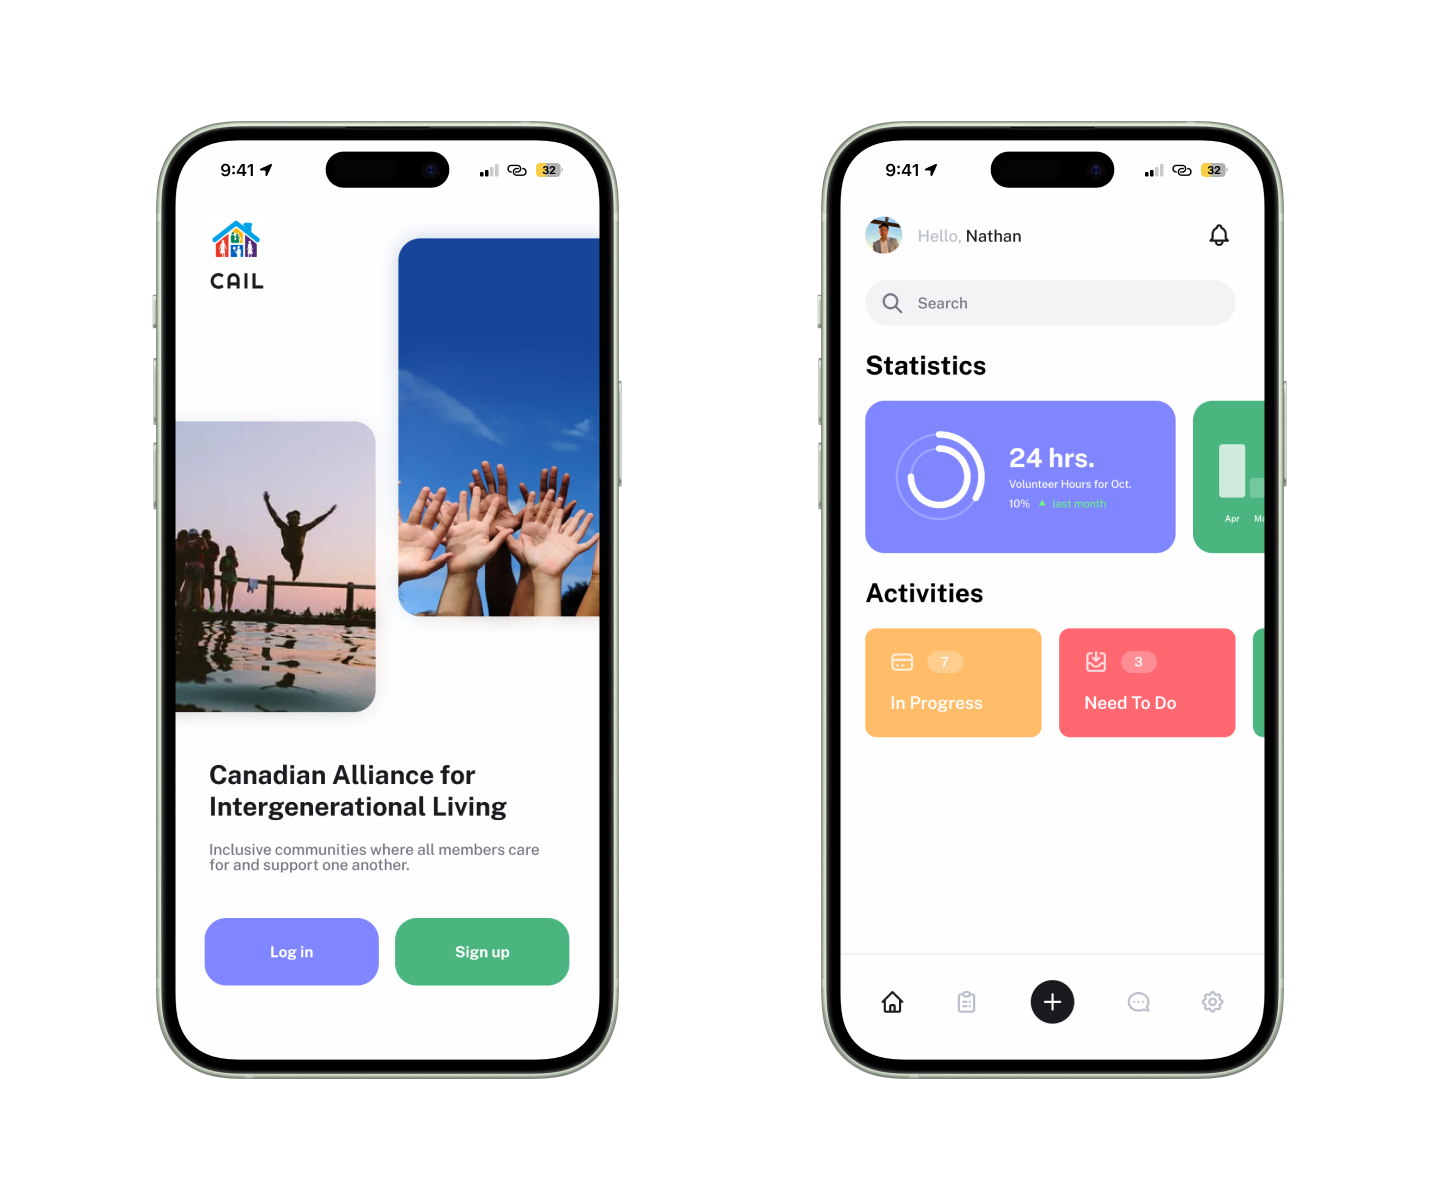 9:41
32
CAIL
Canadian Alliance for
Intergenerational Living
Inclusive communities where all members care
for and support one another.
Log in
Sign up
9:41
32
Hello, Nathan
Search
Statistics
24 hrs.
Volunteer Hours for Oct.
10% last month
Apr
Activities
7
In Progress
3
Need To Do